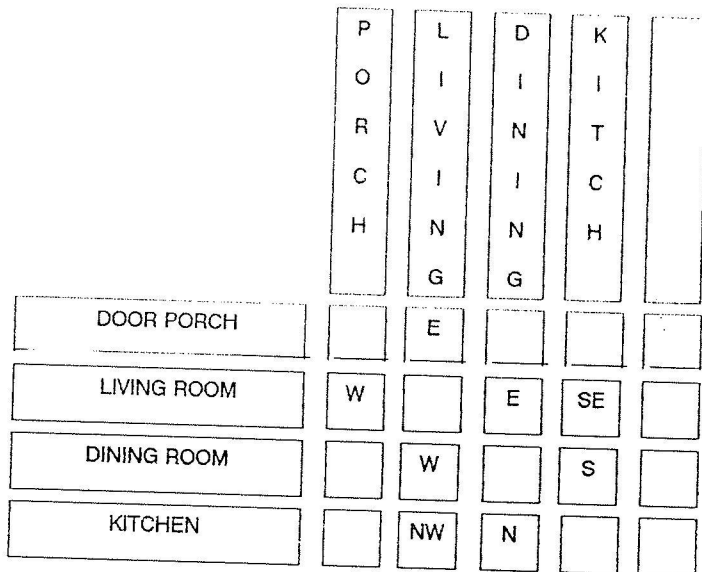 P L D K
O I I I
R V N T
C I I C
H N N H
G G
DOOR PORCH E
LIVING ROOM W E SE
DINING ROOM W S
KITCHEN NW N